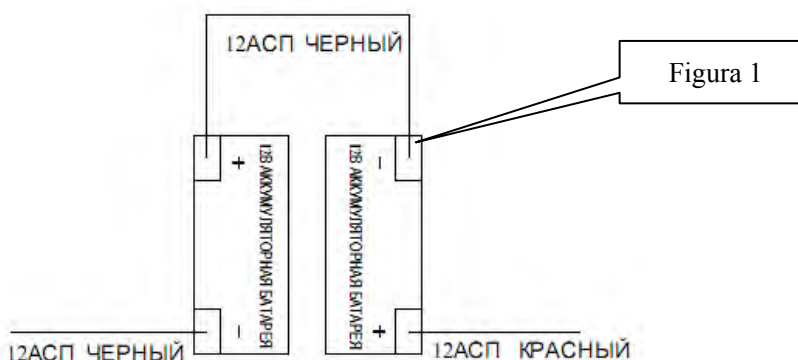 12АСП ЧЕРНЫЙ
Figura 1
+
12В АККУМУЛЯТОРНАЯ БАТАРЕЯ
-
-
12В АККУМУЛЯТОРНАЯ БАТАРЕЯ
+
12АСП ЧЕРНЫЙ
12АСП КРАСНЫЙ